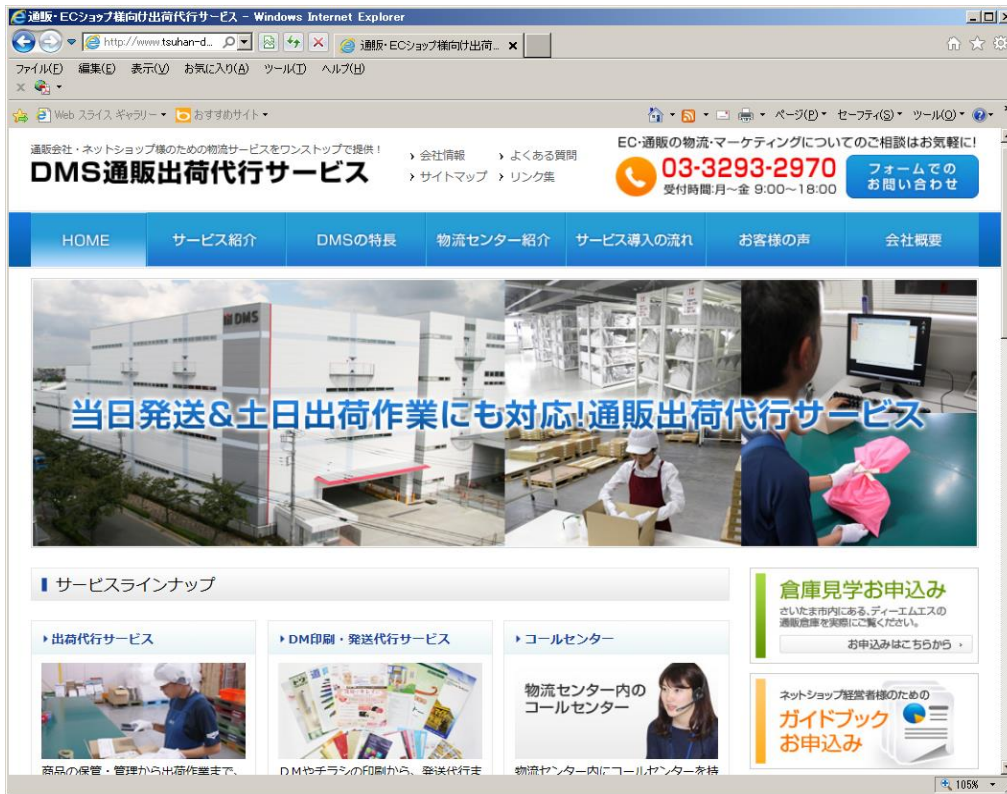 通販・ECショップ様向け出荷代行サービス - Windows Internet Explorer
http://www.tsuhan-d...
通販・ECショップ様向け出荷...
ファイル(F) 編集(E) 表示(V) お気に入り(A) ツール(T) ヘルプ(H)
Web スライス ギャラリー おすすめサイト
ページ(P) セーフティ(S) ツール(O)
通販会社・ネットショップ様のための物流サービスをワンストップで提供！
DMS通販出荷代行サービス
会社情報 よくある質問
サイトマップ リンク集
EC・通販の物流・マーケティングについてのご相談はお気軽に!
03-3293-2970
受付時間:月～金 9:00～18:00
フォームでの
お問い合わせ
HOME サービス紹介 DMSの特長 物流センター紹介 サービス導入の流れ お客様の声 会社概要
DMS
当日発送&土日出荷作業にも対応!通販出荷代行サービス
サービスラインナップ
出荷代行サービス
商品の保管・管理から出荷作業まで、
DM印刷・発送代行サービス
DMやチラシの印刷から、発送代行ま
コールセンター
物流センター内の
コールセンター
物流センター内にコールセンターを持
倉庫見学お申込み
さいたま市内にある、ディーエムエスの
通販倉庫を実際にご覧ください。
お申込みはこちらから
ネットショップ経営者様のための
ガイドブック
お申込み
105%